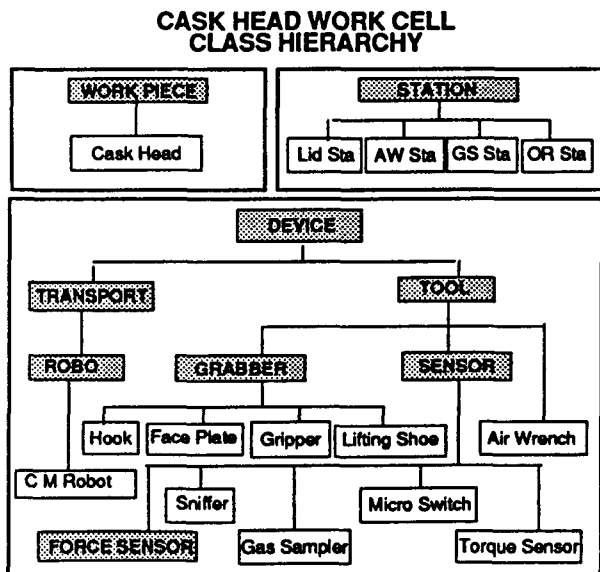 CASK HEAD WORK CELL
CLASS HIERARCHY
WORK PIECE
Cask Head
STATION
Lid Sta
AW Sta
GS Sta
OR Sta
DEVICE
TRANSPORT
TOOL
ROBO
GRABBER
SENSOR
Hook
Face Plate
Gripper
Lifting Shoe
Air Wrench
C M Robot
Sniffer
Micro Switch
FORCE SENSOR
Gas Sampler
Torque Sensor